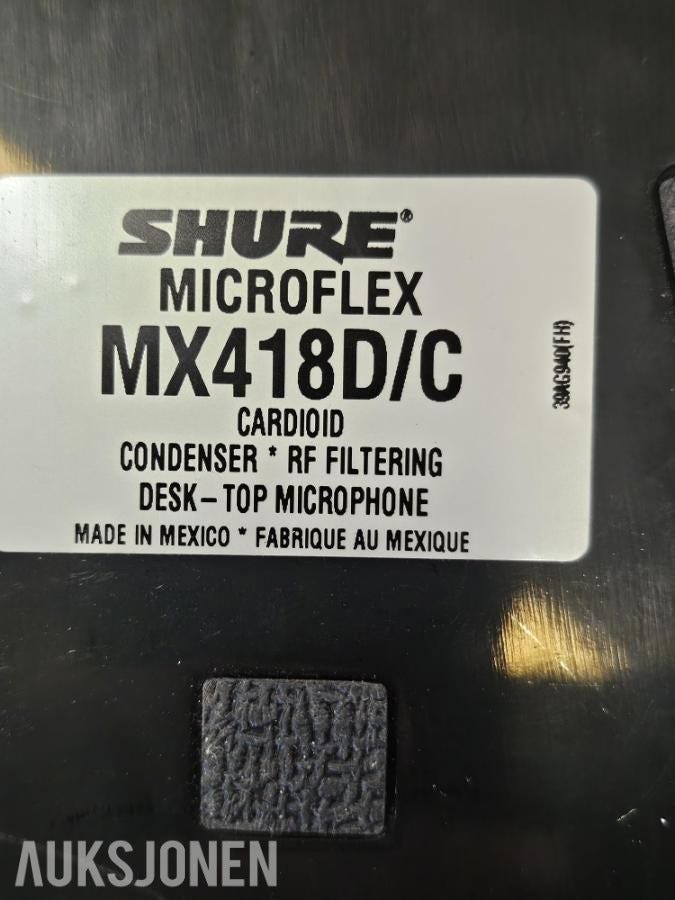 SHURE®
MICROFLEX
MX418D/C
CARDIOID
CONDENSER * RF FILTERING
DESK-TOP MICROPHONE
MADE IN MEXICO * FABRIQUE AU MEXIQUE
39AG940(FH)
AUKSJONEN